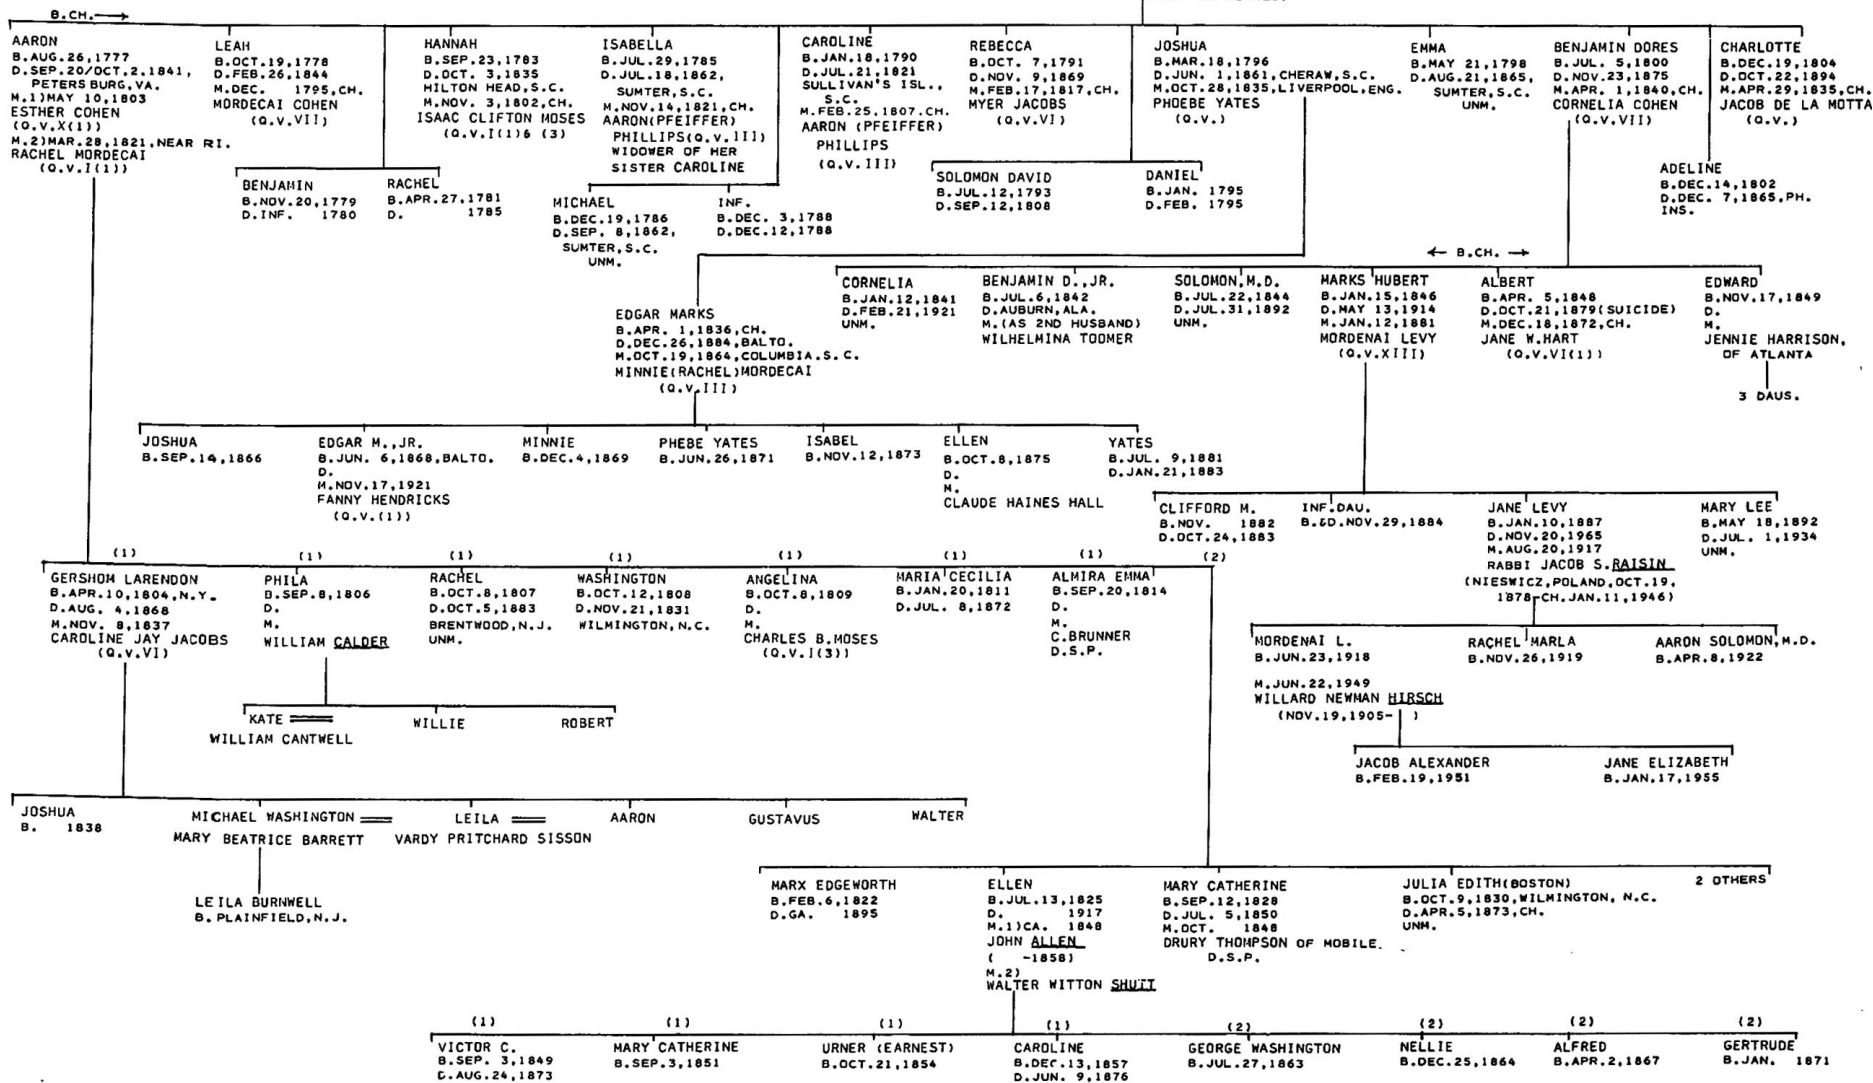 B.CH.
AARON
B.AUG.26,1777
D.SEP.20/OCT.2.1841,
PETERSBURG,VA.
M.1)MAY 10,1803
ESTHER COHEN
(Q.V.X(1))
M.2)MAR.28,1821,NEAR RI.
RACHEL MORDECAI
(Q.V.I(1))
LEAH
B.OCT.19,1778
D.FEB.26,1844
M.DEC. 1795,CH.
MORDECAI COHEN
(Q.V.VII)
BENJAMIN
B.NOV.20,1779
D.INF. 1780
RACHEL
B.APR.27,1781
D. 1785
HANNAH
B.SEP.23,1783
D.OCT. 3,1835
HILTON HEAD,S.C.
M.NOV. 3,1802,CH.
ISAAC CLIFTON MOSES
(Q.V.I(1)& (3)
ISABELLA
B.JUL.29,1785
D.JUL.18,1862,
SUMTER,S.C.
M.NOV.14,1821,CH.
AARON(PFEIFFER)
PHILLIPS(Q.V.III)
WIDOWER OF HER
SISTER CAROLINE
MICHAEL
B.DEC.19,1786
D.SEP. 8,1862,
SUMTER,S.C.
UNM.
INF.
B.DEC. 3,1788
D.DEC.12,1788
CAROLINE
B.JAN.18,1790
D.JUL.21,1821
SULLIVAN'S ISL.,
S.C.
M.FEB.25,1807,CH.
AARON (PFEIFFER)
PHILLIPS
(Q.V.III)
REBECCA
B.OCT. 7,1791
D.NOV. 9,1869
M.FEB.17,1817,CH.
MYER JACOBS
(Q.V.VI)
SOLOMON DAVID
B.JUL.12,1793
D.SEP.12,1808
DANIEL
B.JAN. 1795
D.FEB. 1795
JOSHUA
B.MAR.18,1796
D.JUN. 1,1861,CHERAW,S.C.
M.OCT.28,1835,LIVERPOOL,ENG.
PHOEBE YATES
(Q.V.)
EMMA
B.MAY 21,1798
D.AUG.21,1865,
SUMTER,S.C.
UNM.
BENJAMIN DORES
B.JUL. 5,1800
D.NOV.23,1875
M.APR. 1,1840,CH.
CORNELIA COHEN
(Q.V.VII)
CHARLOTTE
B.DEC.19,1804
D.OCT.22,1894
M.APR.29,1835,CH.
JACOB DE LA MOTTA
(Q.V.)
ADELINE
B.DEC.14,1802
D.DEC. 7,1865,PH.
INS.
B.CH.
EDGAR MARKS
B.APR. 1,1836,CH.
D.DEC.26,1884,BALTO.
M.OCT.19,1864,COLUMBIA.S.C.
MINNIE(RACHEL)MORDECAI
(Q.V.III)
CORNELIA
B.JAN.12,1841
D.FEB.21,1921
UNM.
BENJAMIN D.,JR.
B.JUL.6,1842
D.AUBURN,ALA.
M.(AS 2ND HUSBAND)
WILHELMINA TOOMER
SOLOMON,M.D.
B.JUL.22,1844
D.JUL.31,1892
UNM.
MARKS HUBERT
B.JAN.15,1846
D.MAY 13,1914
M.JAN.12,1881
MORDENAI LEVY
(Q.V.XIII)
ALBERT
B.APR. 5,1848
D.OCT.21,1879(SUICIDE)
M.DEC.18,1872,CH.
JANE W.HART
(Q.V.VI(1))
EDWARD
B.NOV.17,1849
D.
M.
JENNIE HARRISON,
OF ATLANTA
3 DAUS.
JOSHUA
B.SEP.14,1866
EDGAR M.,JR.
B.JUN. 6,1868,BALTO.
D.
M.NOV.17,1921
FANNY HENDRICKS
(Q.V.(1))
MINNIE
B.DEC.4,1869
PHEBE YATES
B.JUN.26,1871
ISABEL
B.NOV.12,1873
ELLEN
B.OCT.8,1875
D.
M.
CLAUDE HAINES HALL
YATES
B.JUL. 9,1881
D.JAN.21,1883
CLIFFORD M.
B.NOV. 1882
D.OCT.24,1883
INF.DAU.
B.&D.NOV.29,1884
JANE LEVY
B.JAN.10,1887
D.NOV.20,1965
M.AUG.20,1917
RABBI JACOB S.RAISIN
(NIESWICZ,POLAND,OCT.19,
1878-CH.JAN.11,1946)
MARY LEE
B.MAY 18,1892
D.JUL. 1,1934
UNM.
(1)
GERSHOM LARENDON
B.APR.10,1804,N.Y.
D.AUG. 4,1868
M.NOV. 8,1837
CAROLINE JAY JACOBS
(Q.V.VI)
(1)
PHILA
B.SEP.8,1806
D.
M.
WILLIAM CALDER
(1)
RACHEL
B.OCT.8,1807
D.OCT.5,1883
BRENTWOOD,N.J.
UNM.
(1)
WASHINGTON
B.OCT.12,1808
D.NOV.21,1831
WILMINGTON,N.C.
(1)
ANGELINA
B.OCT.8,1809
D.
M.
CHARLES B.MOSES
(Q.V.I(3))
(1)
MARIA CECILIA
B.JAN.20,1811
D.JUL. 8,1872
(1)
ALMIRA EMMA
B.SEP.20,1814
D.
M.
C.BRUNNER
D.S.P.
(2)
MORDENAI L.
B.JUN.23,1918
M.JUN.22,1949
WILLARD NEWMAN HIRSCH
(NOV.19,1905- )
RACHEL MARLA
B.NOV.26,1919
AARON SOLOMON,M.D.
B.APR.8,1922
KATE
WILLIAM CANTWELL
WILLIE
ROBERT
JACOB ALEXANDER
B.FEB.19,1951
JANE ELIZABETH
B.JAN.17,1955
JOSHUA
B. 1838
MICHAEL WASHINGTON
MARY BEATRICE BARRETT
LEILA
VARDY PRITCHARD SISSON
AARON
GUSTAVUS
WALTER
LEILA BURNWELL
B.PLAINFIELD,N.J.
MARX EDGEWORTH
B.FEB.6,1822
D.GA. 1895
ELLEN
B.JUL.13,1825
D. 1917
M.1)CA. 1848
JOHN ALLEN
( -1858)
M.2)
WALTER WITTON SHUTT
MARY CATHERINE
B.SEP.12,1828
D.JUL. 5,1850
M.OCT. 1848
DRURY THOMPSON OF MOBILE.
D.S.P.
JULIA EDITH(BOSTON)
B.OCT.9,1830,WILMINGTON, N.C.
D.APR.5,1873,CH.
UNM.
2 OTHERS
(1)
VICTOR C.
B.SEP. 3,1849
D.AUG.24,1873
(1)
MARY CATHERINE
B.SEP.3,1851
(1)
URNER (EARNEST)
B.OCT.21,1854
(1)
CAROLINE
B.DEC.13,1857
D.JUN. 9,1876
(2)
GEORGE WASHINGTON
B.JUL.27,1863
(2)
NELLIE
B.DEC.25,1864
(2)
ALFRED
B.APR.2,1867
(2)
GERTRUDE
B.JAN. 1871